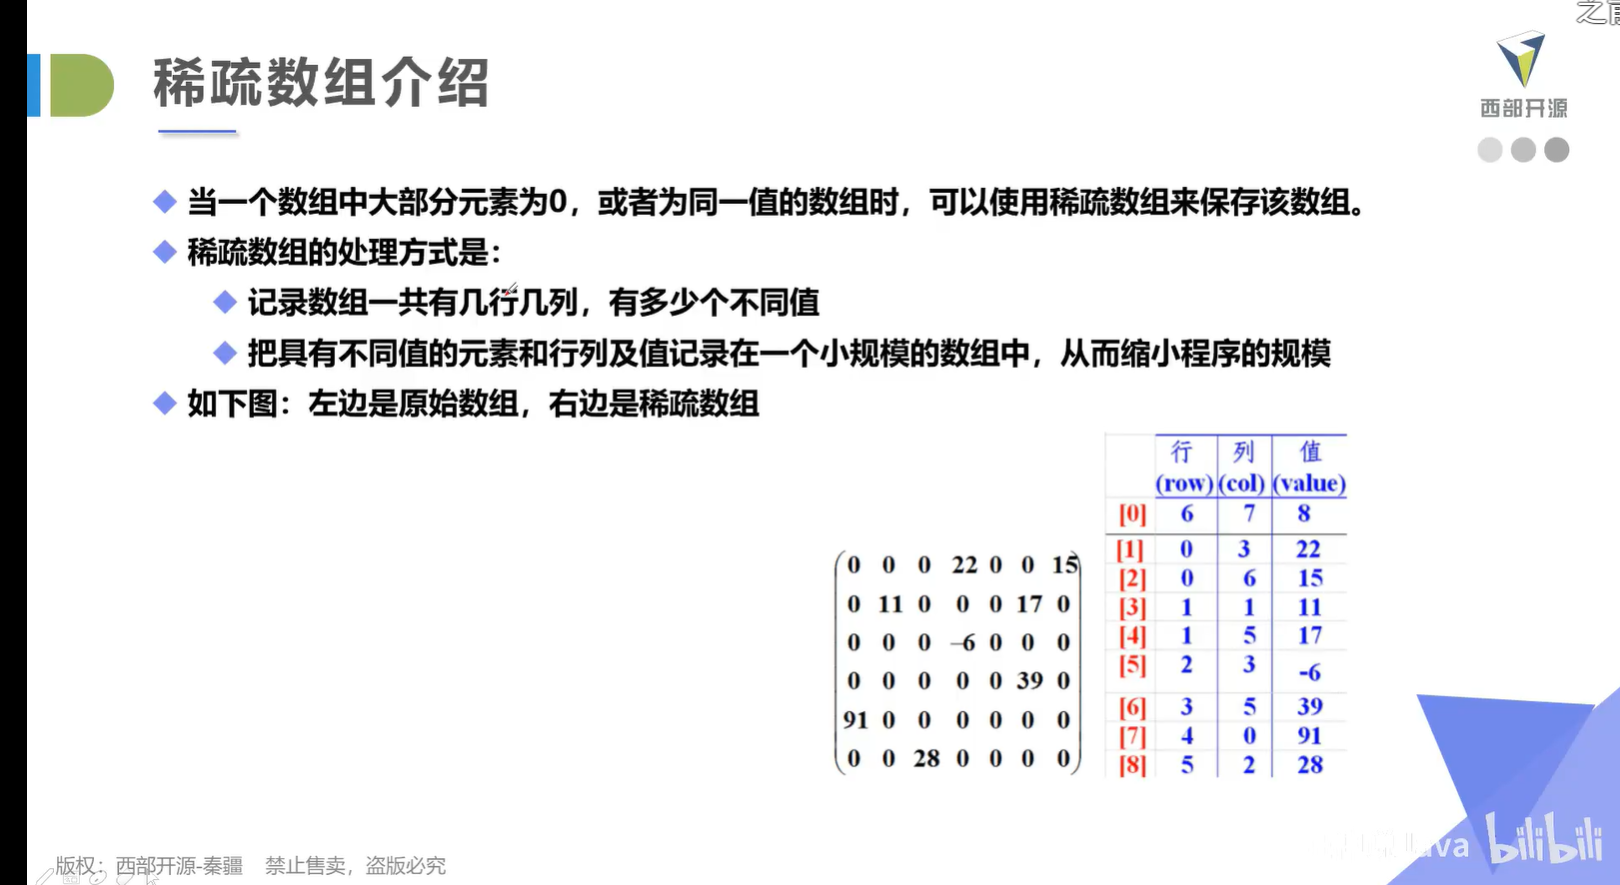 稀疏数组介绍
西部开源
当一个数组中大部分元素为0，或者为同一值的数组时，可以使用稀疏数组来保存该数组。
稀疏数组的处理方式是：
记录数组一共有几行几列，有多少个不同值
把具有不同值的元素和行列及值记录在一个小规模的数组中，从而缩小程序的规模
如下图：左边是原始数组，右边是稀疏数组
0 0 0 22 0 0 15
0 11 0 0 0 17 0
0 0 0 -6 0 0 0
0 0 0 0 0 39 0
91 0 0 0 0 0 0
0 0 28 0 0 0 0
行 列 值
(row) (col) (value)
[0] 6 7 8
[1] 0 3 22
[2] 0 6 15
[3] 1 1 11
[4] 1 5 17
[5] 2 3 -6
[6] 3 5 39
[7] 4 0 91
[8] 5 2 28
bilibili
版权：西部开源-秦疆 禁止售卖，盗版必究